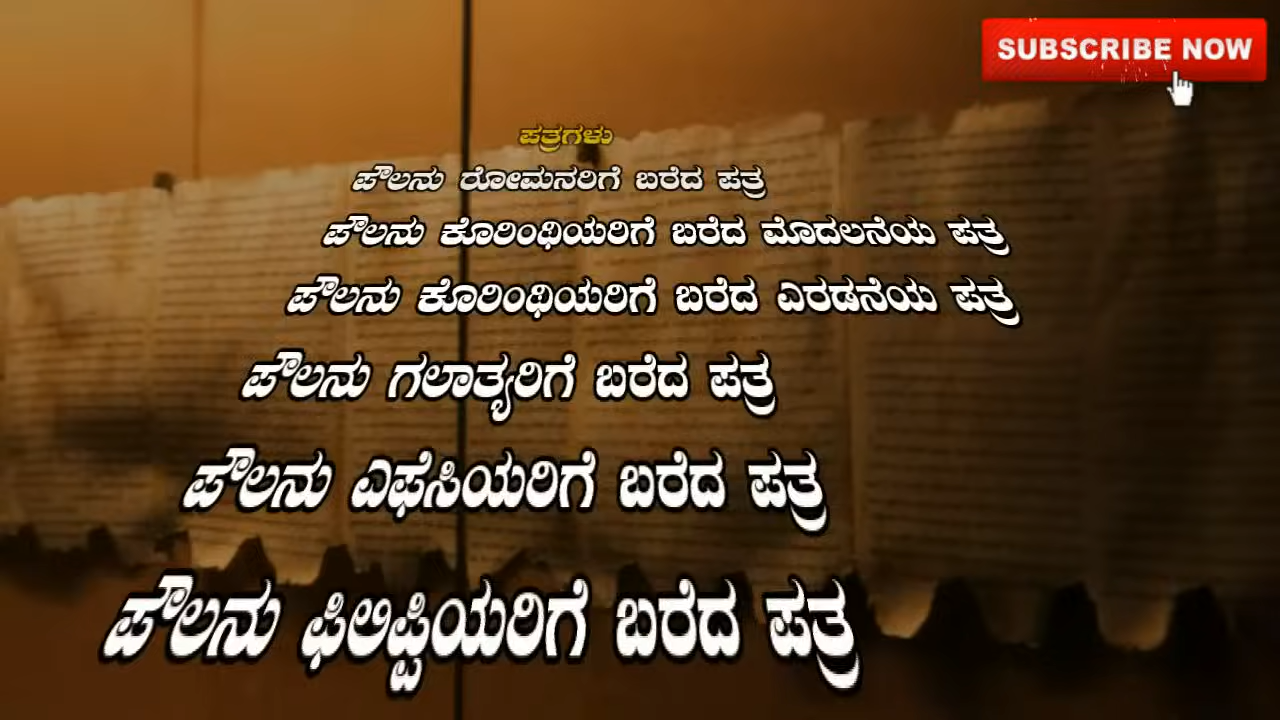 SUBSCRIBE NOW
ಪತ್ರಗಳು
ಪೌಲನು ರೋಮನರಿಗೆ ಬರೆದ ಪತ್ರ
ಪೌಲನು ಕೊರಿಂಥಿಯರಿಗೆ ಬರೆದ ಮೊದಲನೆಯ ಪತ್ರ
ಪೌಲನು ಕೊರಿಂಥಿಯರಿಗೆ ಬರೆದ ಎರಡನೆಯ ಪತ್ರ
ಪೌಲನು ಗಲಾತ್ಯರಿಗೆ ಬರೆದ ಪತ್ರ
ಪೌಲನು ಎಫೆಸಿಯರಿಗೆ ಬರೆದ ಪತ್ರ
ಪೌಲನು ಫಿಲಿಪ್ಪಿಯರಿಗೆ ಬರೆದ ಪತ್ರ